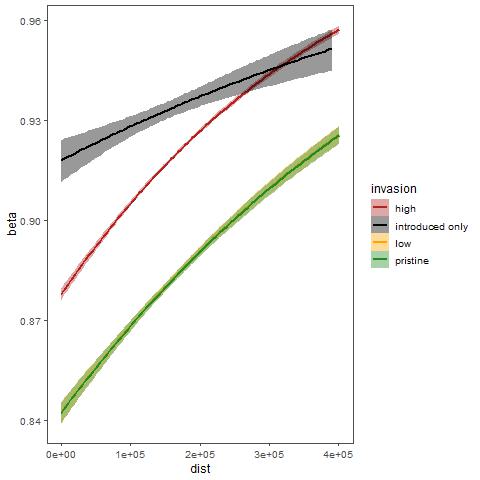 0.96
0.93
0.90
0.87
0.84
beta
0e+00 1e+05 2e+05 3e+05 4e+05
dist
invasion
high
introduced only
low
pristine